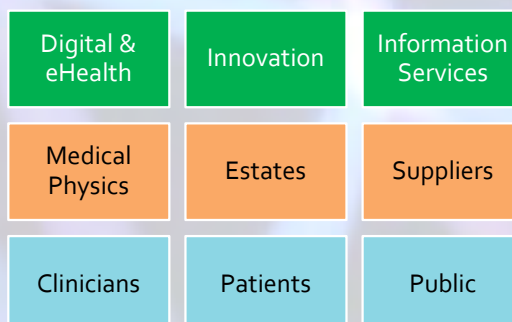 Digital &
eHealth
Innovation
Information
Services
Medical
Physics
Estates
Suppliers
Clinicians
Patients
Public